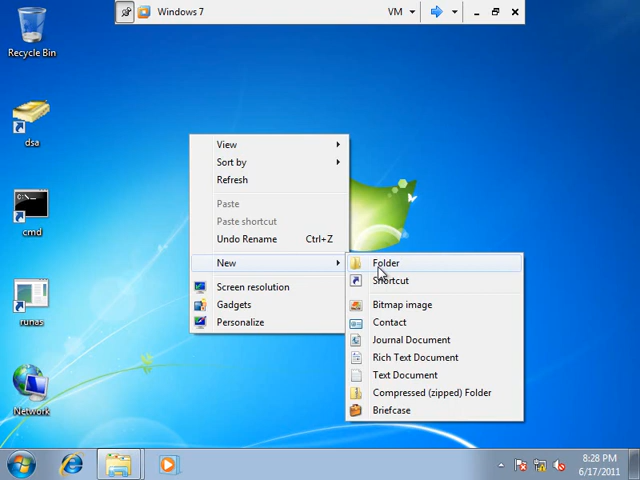 Windows 7
VM
Recycle Bin
dsa
C:\.
cmd
runas
Network
View
Sort by
Refresh
Paste
Paste shortcut
Undo Rename Ctrl+Z
New
Screen resolution
Gadgets
Personalize
Folder
Shortcut
Bitmap image
Contact
Journal Document
Rich Text Document
Text Document
Compressed (zipped) Folder
Briefcase
8:28 PM
6/17/2011